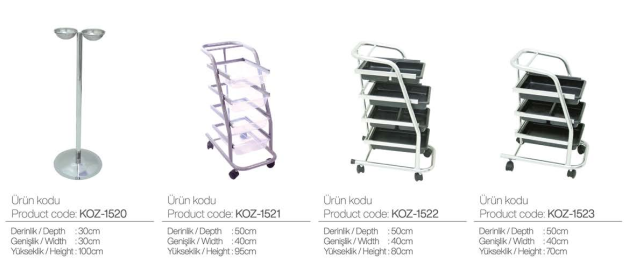 Ürün kodu
Product code: KOZ-1520
Derinlik / Depth : 30cm
Genişlik / Width : 30cm
Yükseklik / Height : 100cm
Ürün kodu
Product code: KOZ-1521
Derinlik / Depth : 50cm
Genişlik / Width : 40cm
Yükseklik / Height : 95cm
Ürün kodu
Product code: KOZ-1522
Derinlik / Depth : 50cm
Genişlik / Width : 40cm
Yükseklik / Height : 80cm
Ürün kodu
Product code: KOZ-1523
Derinlik / Depth : 50cm
Genişlik / Width : 40cm
Yükseklik / Height : 70cm